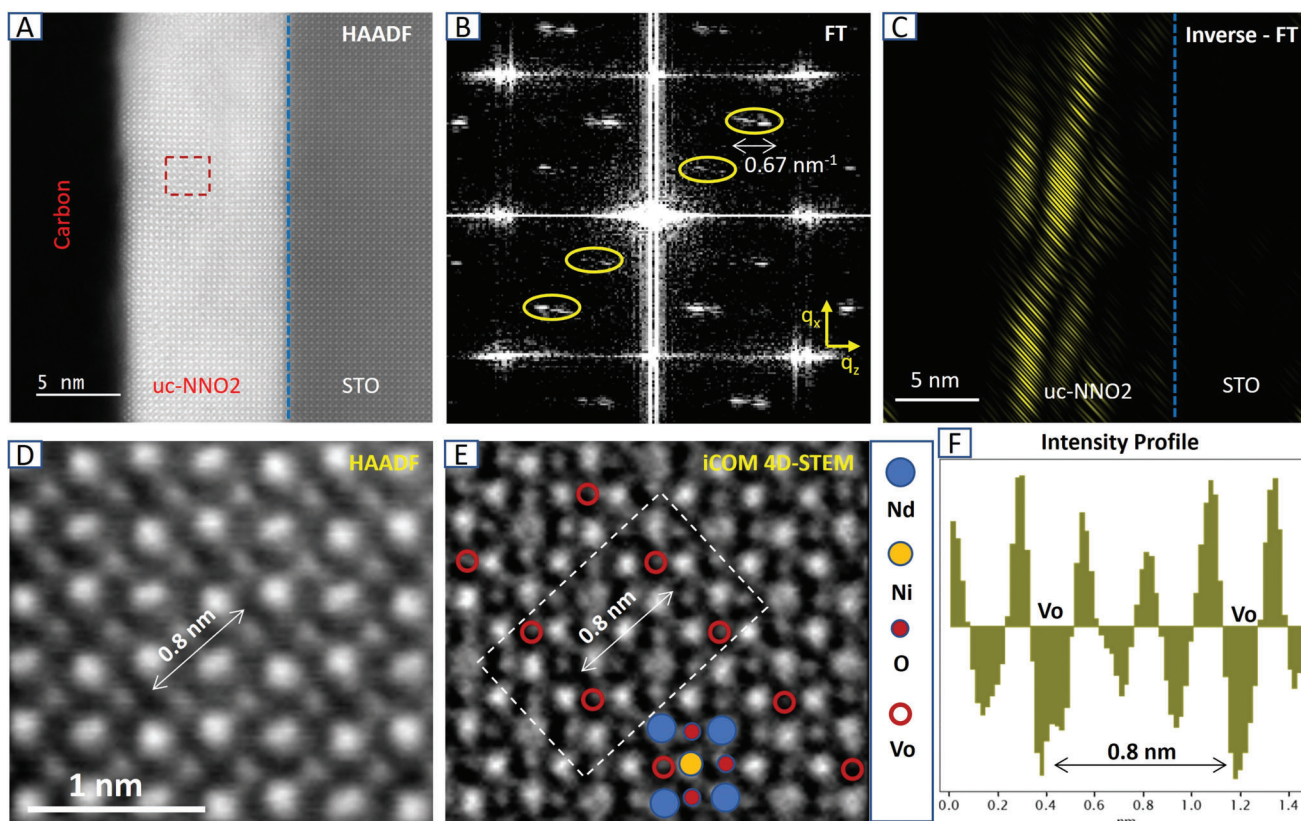 A
HAADF
Carbon
5 nm
uc-NNO2
STO
B
FT
0.67 nm⁻¹
qx
qz
C
Inverse - FT
5 nm
uc-NNO2
STO
D
HAADF
0.8 nm
1 nm
E
iCOM 4D-STEM
0.8 nm
Nd
Ni
O
Vo
F
Intensity Profile
Vo
Vo
0.8 nm
0.0 0.2 0.4 0.6 0.8 1.0 1.2 1.4
nm